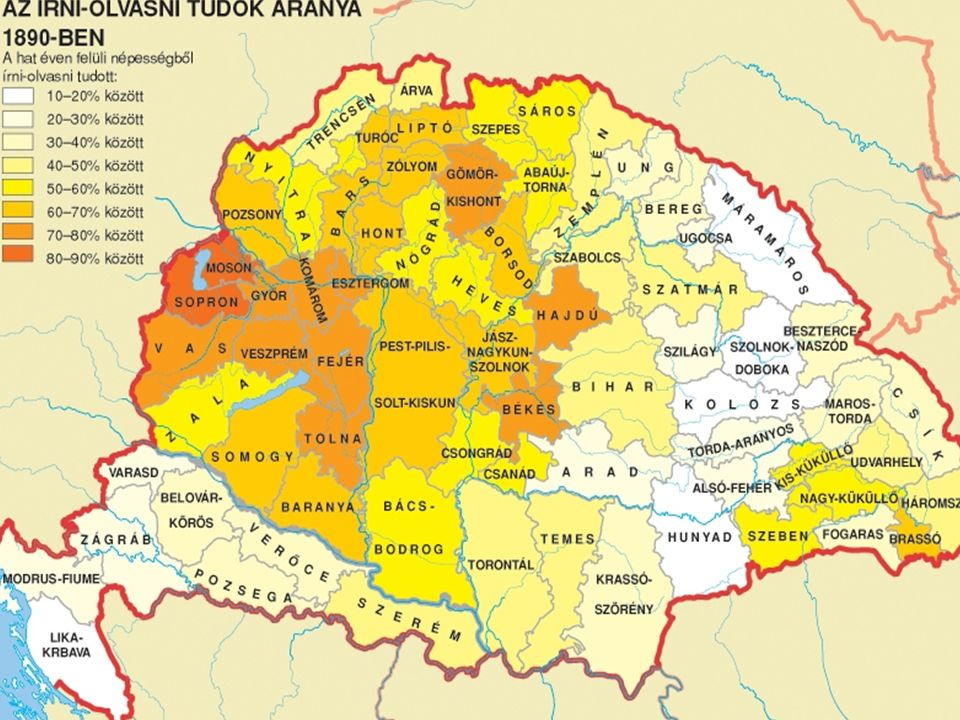 AZ ÍRNI-OLVASNI TUDÓK ARÁNYA
1890-BEN
A hat éven felüli népességből
írni-olvasni tudott:
10–20% között
20–30% között
30–40% között
40–50% között
50–60% között
60–70% között
70–80% között
80–90% között
ÁRVA
TRENCSÉN
TURÓC
LIPTÓ
SZEPES
SÁROS
NYITRA
BARS
ZÓLYOM
GÖMÖR-
KISHONT
ABAÚJ-
TORNA
ZEMPLÉN
UNG
BEREG
MÁRAMAROS
UGOCSA
POZSONY
HONT
NÓGRÁD
BORSOD
SZABOLCS
MOSON
SOPRON
GYŐR
KOMÁROM
ESZTERGOM
HEVES
HAJDÚ
SZATMÁR
VAS
VESZPRÉM
FEJÉR
PEST-PILIS-
SOLT-KISKUN
JÁSZ-
NAGYKUN-
SZOLNOK
SZILÁGY
SZOLNOK-
DOBOKA
BESZTERCE-
NASZÓD
ZALA
BIHAR
KOLOZS
MAROS-
TORDA
CSÍK
SOMOGY
TOLNA
BÉKÉS
CSONGRÁD
CSANÁD
ARAD
TORDA-ARANYOS
KIS-KÜKÜLLŐ
UDVARHELY
VARASD
BELOVÁR-
KŐRÖS
BARANYA
BÁCS-
BODROG
ALSÓ-FEHÉR
NAGY-KÜKÜLLŐ
HÁROMSZ
ZÁGRÁB
VERŐCE
TORONTÁL
TEMES
HUNYAD
SZEBEN
FOGARAS
BRASSÓ
MODRUS-FIUME
POZSEGA
SZERÉM
KRASSÓ-
SZÖRÉNY
LIKA-
KRBAVA